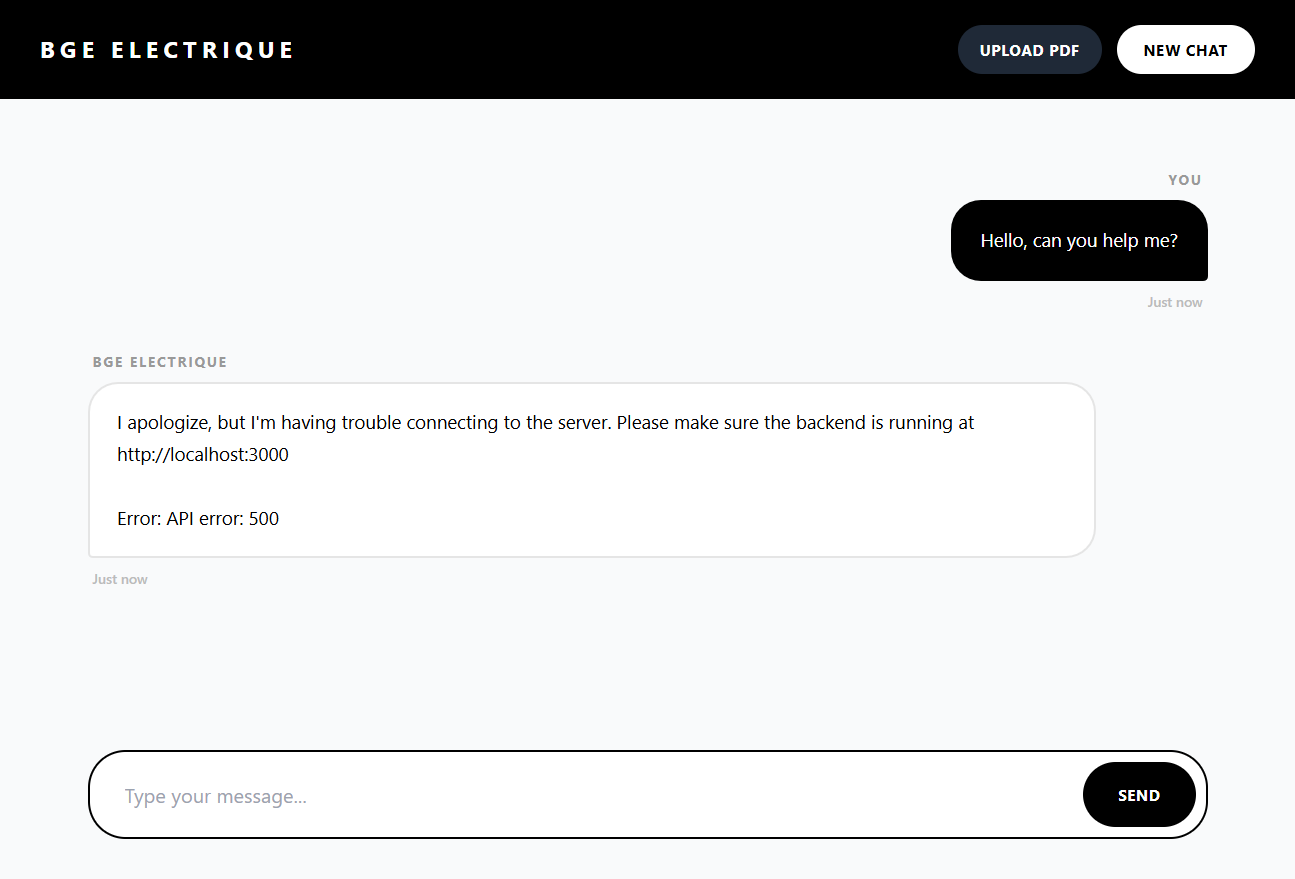 BGE ELECTRIQUE
UPLOAD PDF
NEW CHAT
YOU
Hello, can you help me?
Just now
BGE ELECTRIQUE
I apologize, but I'm having trouble connecting to the server. Please make sure the backend is running at
http://localhost:3000
Error: API error: 500
Just now
Type your message...
SEND